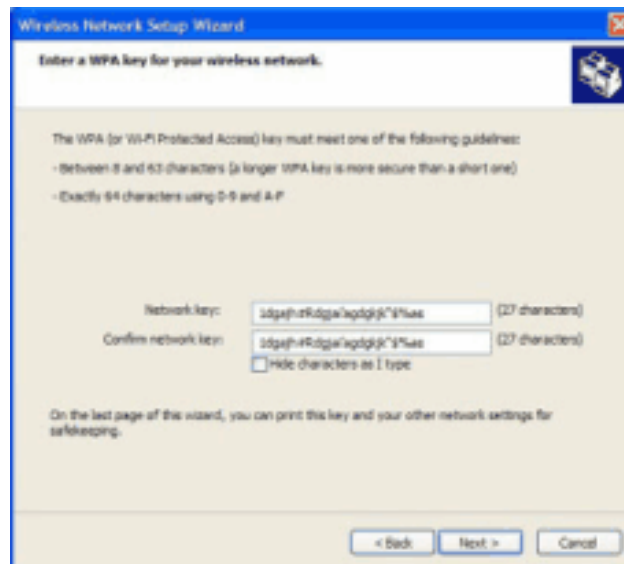 Wireless Network Setup Wizard
Enter a WPA key for your wireless network.
The WPA (or Wi-Fi Protected Access) key must meet one of the following guidelines:
- Between 8 and 63 characters (a longer WPA key is more secure than a short one)
- Exactly 64 characters using 0-9 and A-F
Network key: (27 characters)
Confirm network key: (27 characters)
Hide characters as I type
On the last page of this wizard, you can print this key and your other network settings for
safekeeping.
< Back Next > Cancel